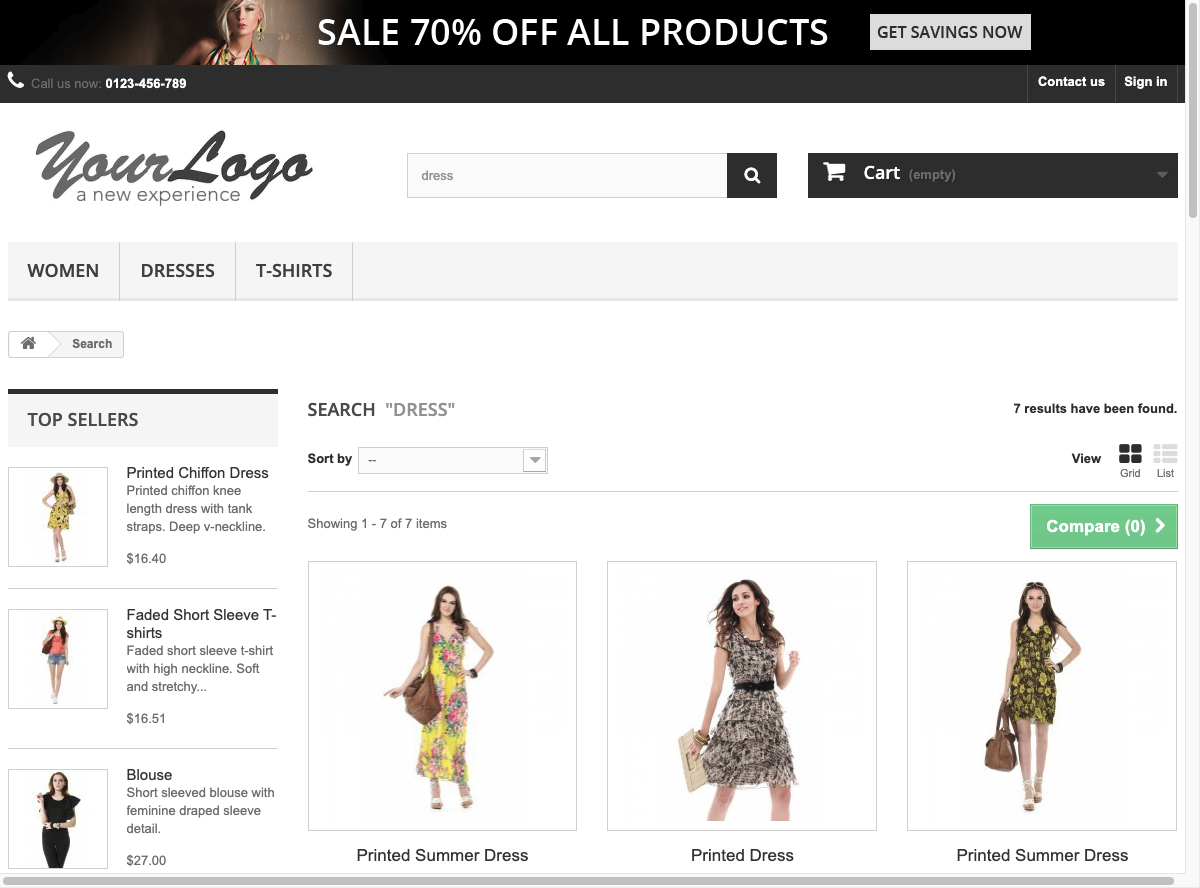 SALE 70% OFF ALL PRODUCTS
GET SAVINGS NOW
Call us now: 0123-456-789
Contact us
Sign in
YourLogo
a new experience
dress
Cart (empty)
WOMEN
DRESSES
T-SHIRTS
Search
TOP SELLERS
Printed Chiffon Dress
Printed chiffon knee
length dress with tank
straps. Deep v-neckline.
$16.40
Faded Short Sleeve T-
shirts
Faded short sleeve t-shirt
with high neckline. Soft
and stretchy...
$16.51
Blouse
Short sleeved blouse with
feminine draped sleeve
detail.
$27.00
SEARCH "DRESS"
7 results have been found.
Sort by
--
View
Grid
List
Showing 1 - 7 of 7 items
Compare (0)
Printed Summer Dress
Printed Dress
Printed Summer Dress